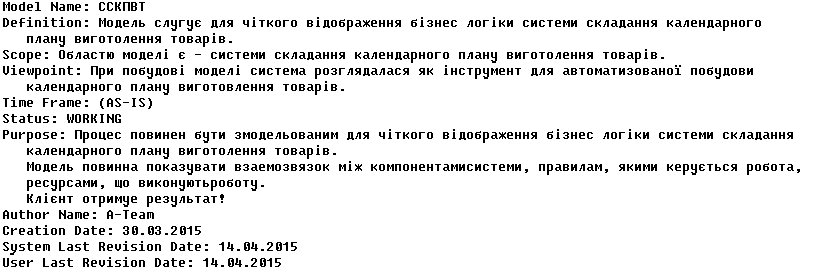 Model Name: ССКПВТ
Definition: Модель слугує для чіткого відображення бізнес логіки системи складання календарного
плану виготолення товарів.
Scope: Областю моделі є - системи складання календарного плану виготолення товарів.
Viewpoint: При побудові моделі система розглядалася як інструмент для автоматизованої побудови
календарного плану виготовлення товарів.
Time Frame: (AS-IS)
Status: WORKING
Purpose: Процес повинен бути змодельованим для чіткого відображення бізнес логіки системи складання
календарного плану виготолення товарів.
Модель повинна показувати взаемозвязок між компонентамисистеми, правилам, якими керується робота,
ресурсами, що виконуютьроботу.
Клієнт отримує результат!
Author Name: A-Team
Creation Date: 30.03.2015
System Last Revision Date: 14.04.2015
User Last Revision Date: 14.04.2015